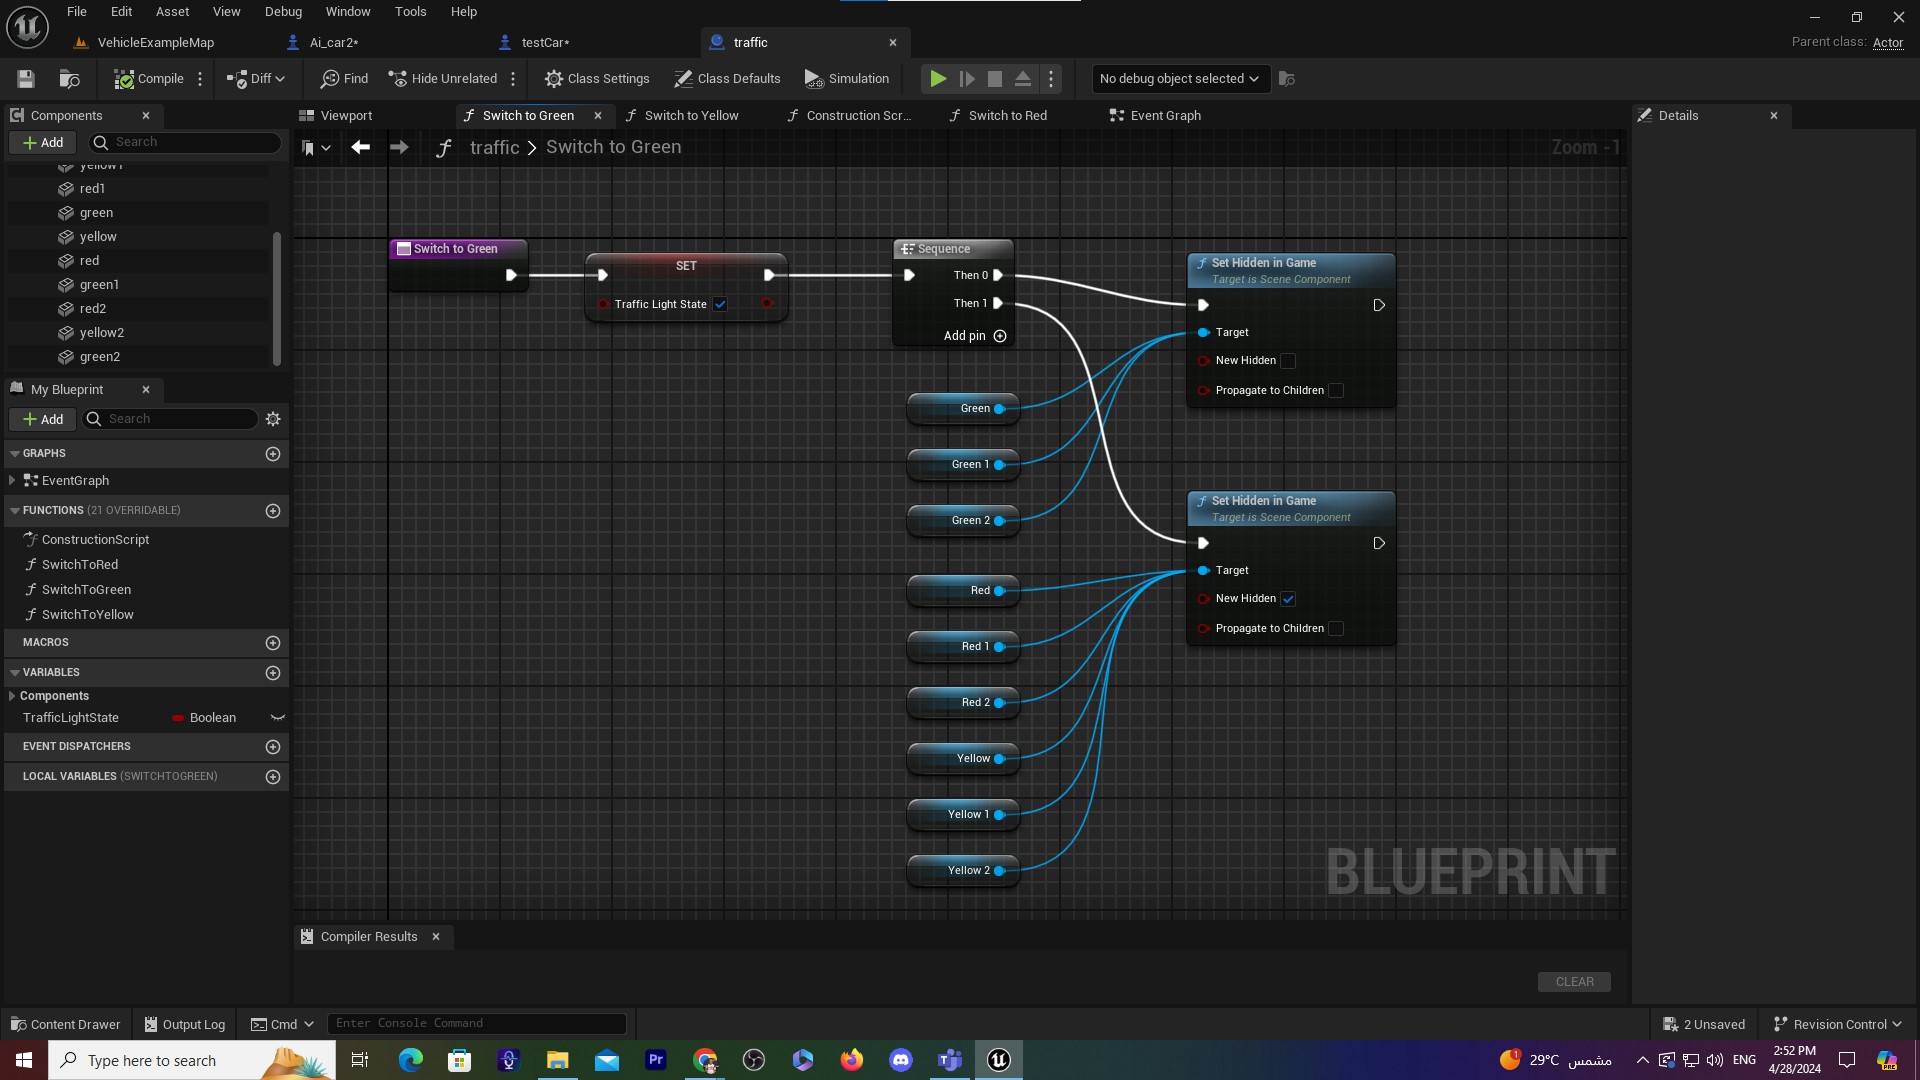 File Edit Asset View Debug Window Tools Help
VehicleExampleMap Ai_car2* testCar* traffic
Parent class: Actor
Compile Diff Find Hide Unrelated Class Settings Class Defaults Simulation No debug object selected
Components
Add Search
yellow1
red1
green
yellow
red
green1
red2
yellow2
green2
My Blueprint
Add Search
GRAPHS
EventGraph
FUNCTIONS (21 OVERRIDABLE)
ConstructionScript
SwitchToRed
SwitchToGreen
SwitchToYellow
MACROS
VARIABLES
Components
TrafficLightState Boolean
EVENT DISPATCHERS
LOCAL VARIABLES (SWITCHTOGREEN)
Viewport Switch to Green Switch to Yellow Construction Scr... Switch to Red Event Graph
traffic > Switch to Green
Zoom -1
Switch to Green
SET
Traffic Light State
Sequence
Then 0
Then 1
Add pin
Set Hidden in Game
Target is Scene Component
Target
New Hidden
Propagate to Children
Green
Green 1
Green 2
Set Hidden in Game
Target is Scene Component
Target
New Hidden
Propagate to Children
Red
Red 1
Red 2
Yellow
Yellow 1
Yellow 2
BLUEPRINT
Details
Compiler Results
CLEAR
Content Drawer Output Log Cmd Enter Console Command 2 Unsaved Revision Control
Type here to search
Pr
1
29°C مشمس
ENG
2:52 PM
4/28/2024
PRE